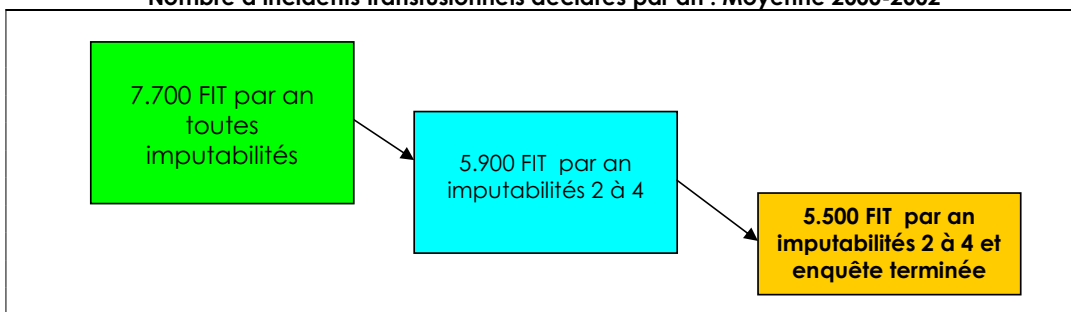 Nombre d'incidents transfusionnels déclarés par an : Moyenne 2000-2002
7.700 FIT par an
toutes
imputabilités
5.900 FIT par an
imputabilités 2 à 4
5.500 FIT par an
imputabilités 2 à 4 et
enquête terminée